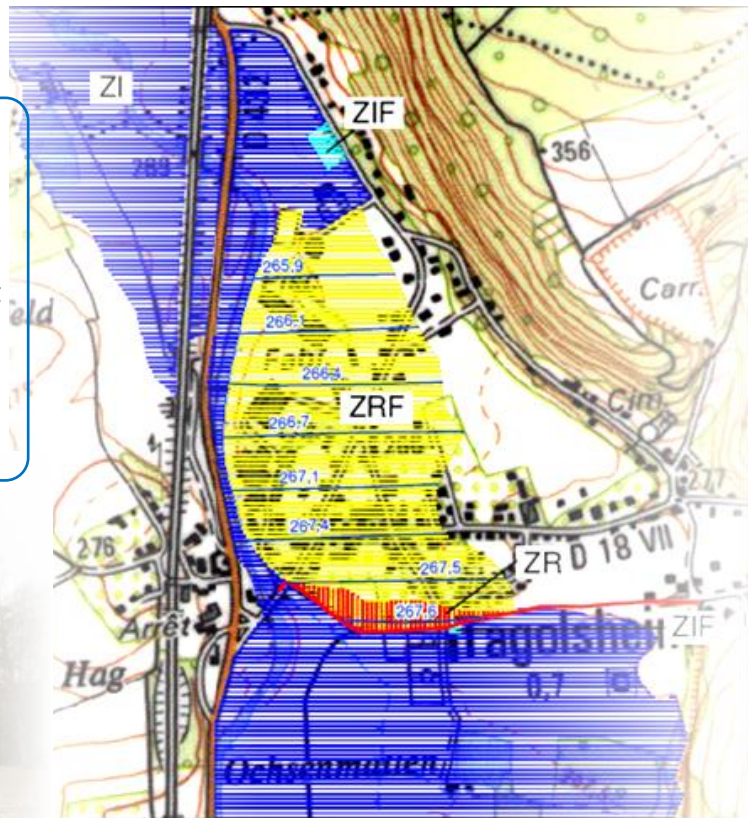 ZI
D 432
ZIF
356
265,9
266,1
Carr.
266,4
ZRF
Cim.
266,7
267,1
277
276
267,4
267,5
ZR
D 18 VII
267,6
Arrêt
ZIF
Hag
0,7
Ochsenmatten